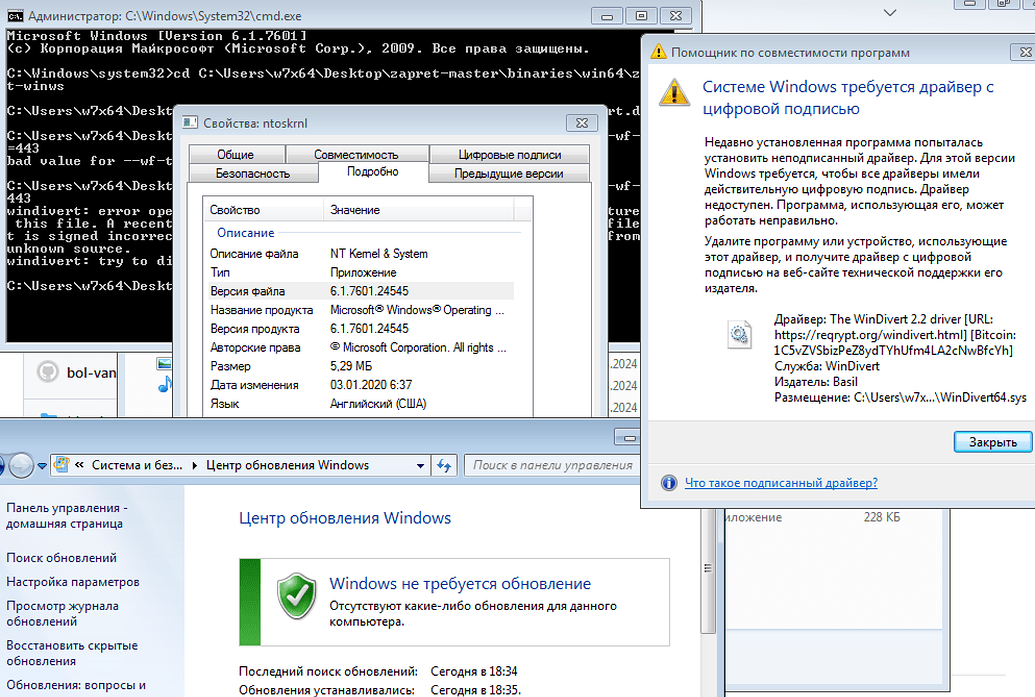 Администратор: C:\Windows\System32\cmd.exe
Microsoft Windows [Version 6.1.7601]
(c) Корпорация Майкрософт (Microsoft Corp.), 2009. Все права защищены.
C:\Windows\system32>cd C:\Users\w7x64\Desktop\zapret-master\binaries\win64\z
t-winws
C:\Users\w7x64\Deskt
C:\Users\w7x64\Deskt
=443
bad value for --wf-t
C:\Users\w7x64\Deskt
443
windivert: error ope
this file. A recent
t is signed incorrec
unknown source.
windivert: try to di
C:\Users\w7x64\Deskt
rt.d
-wf-
-wf-
ture
file
from
Свойства: ntoskrnl
Общие
Совместимость
Цифровые подписи
Безопасность
Подробно
Предыдущие версии
Свойство Значение
Описание
Описание файла NT Kernel & System
Тип Приложение
Версия файла 6.1.7601.24545
Название продукта Microsoft® Windows® Operating ...
Версия продукта 6.1.7601.24545
Авторские права © Microsoft Corporation. All rights ...
Размер 5,29 МБ
Дата изменения 03.01.2020 6:37
Язык Английский (США)
Помощник по совместимости программ
Системе Windows требуется драйвер с
цифровой подписью
Недавно установленная программа попыталась
установить неподписанный драйвер. Для этой версии
Windows требуется, чтобы все драйверы имели
действительную цифровую подпись. Драйвер
недоступен. Программа, использующая его, может
работать неправильно.
Удалите программу или устройство, использующие
этот драйвер, и получите драйвер с цифровой
подписью на веб-сайте технической поддержки его
издателя.
Драйвер: The WinDivert 2.2 driver [URL:
https://reqrypt.org/windivert.html] [Bitcoin:
1C5vZVSbizPeZ8ydTYhUfm4LA2cNwBfcYh]
Служба: WinDivert
Издатель: Basil
Размещение: C:\Users\w7x...\WinDivert64.sys
Закрыть
Что такое подписанный драйвер?
bol-van
.2024
.2024
.2024
иложение 228 КБ
« Система и без... Центр обновления Windows
Поиск в панели управления
Панель управления -
домашняя страница
Поиск обновлений
Настройка параметров
Просмотр журнала
обновлений
Восстановить скрытые
обновления
Обновления: вопросы и
Центр обновления Windows
Windows не требуется обновление
Отсутствуют какие-либо обновления для данного
компьютера.
Последний поиск обновлений: Сегодня в 18:34
Обновления устанавливались: Сегодня в 18:35.